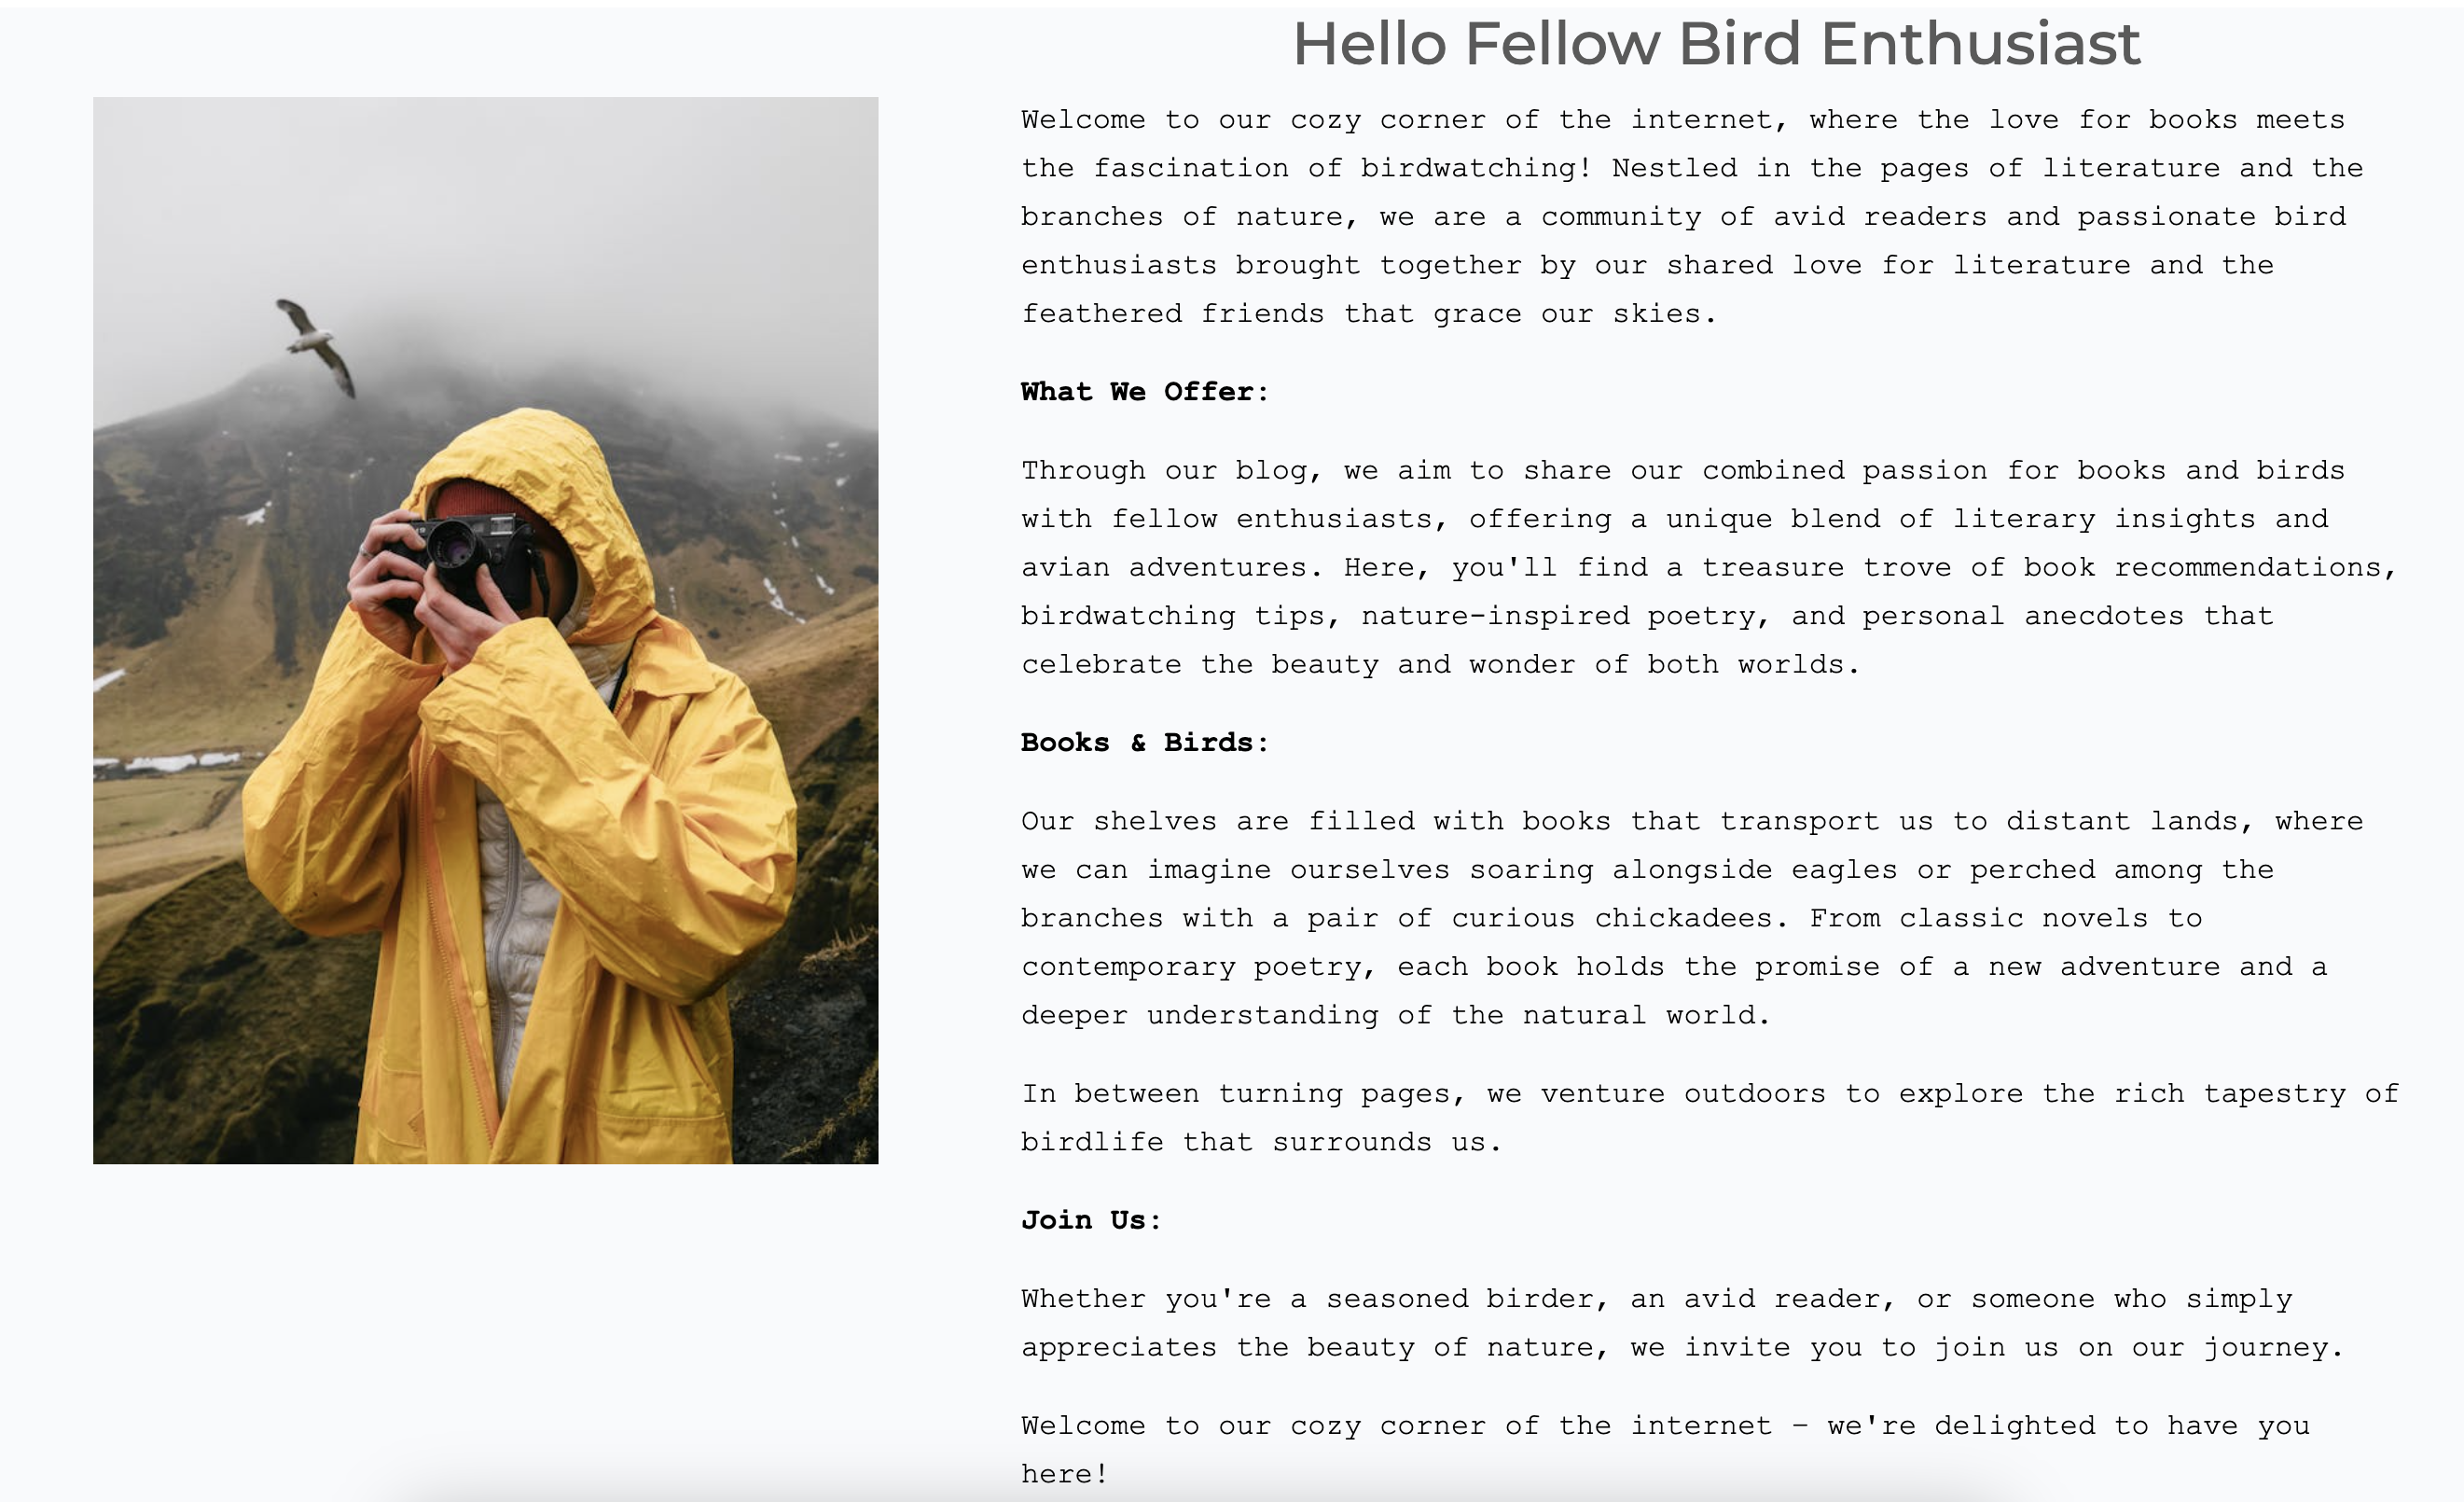 Hello Fellow Bird Enthusiast
Welcome to our cozy corner of the internet, where the love for books meets
the fascination of birdwatching! Nestled in the pages of literature and the
branches of nature, we are a community of avid readers and passionate bird
enthusiasts brought together by our shared love for literature and the
feathered friends that grace our skies.
What We Offer:
Through our blog, we aim to share our combined passion for books and birds
with fellow enthusiasts, offering a unique blend of literary insights and
avian adventures. Here, you'll find a treasure trove of book recommendations,
birdwatching tips, nature-inspired poetry, and personal anecdotes that
celebrate the beauty and wonder of both worlds.
Books & Birds:
Our shelves are filled with books that transport us to distant lands, where
we can imagine ourselves soaring alongside eagles or perched among the
branches with a pair of curious chickadees. From classic novels to
contemporary poetry, each book holds the promise of a new adventure and a
deeper understanding of the natural world.
In between turning pages, we venture outdoors to explore the rich tapestry of
birdlife that surrounds us.
Join Us:
Whether you're a seasoned birder, an avid reader, or someone who simply
appreciates the beauty of nature, we invite you to join us on our journey.
Welcome to our cozy corner of the internet – we're delighted to have you
here!